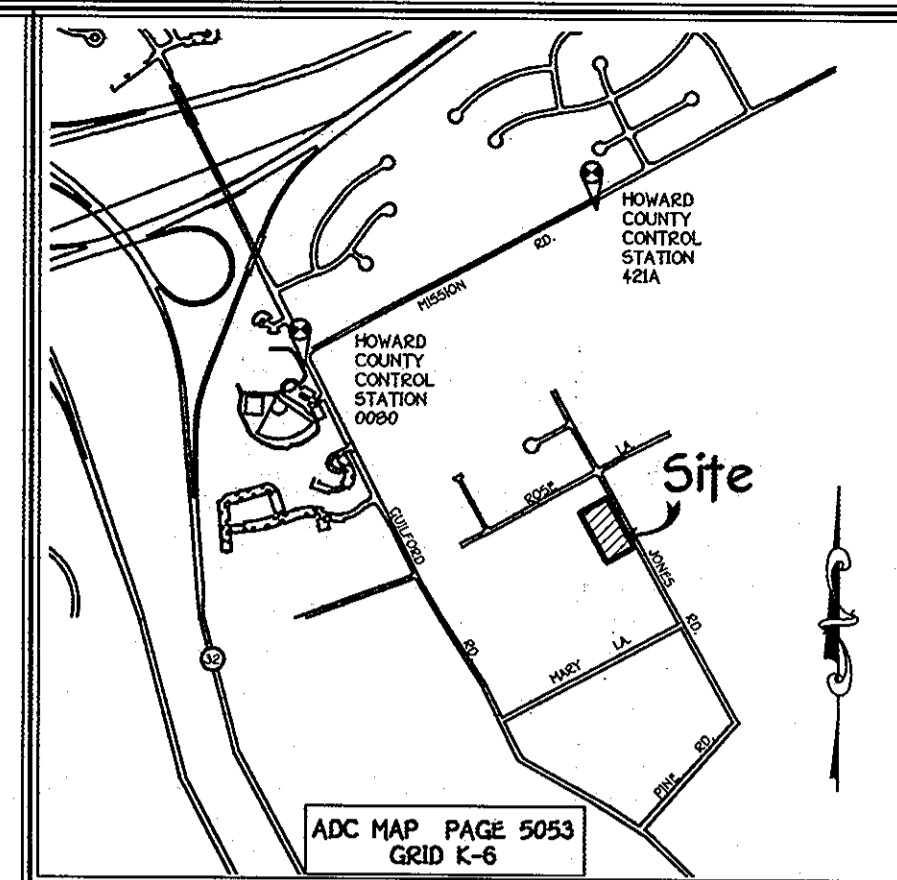 HOWARD
COUNTY
CONTROL
STATION
421A
MISSION RD.
HOWARD
COUNTY
CONTROL
STATION
0080
ROSE LA.
Site
GUILFORD RD.
JONES RD.
32
MARY LA.
PINE RD.
ADC MAP PAGE 5053
GRID K-6